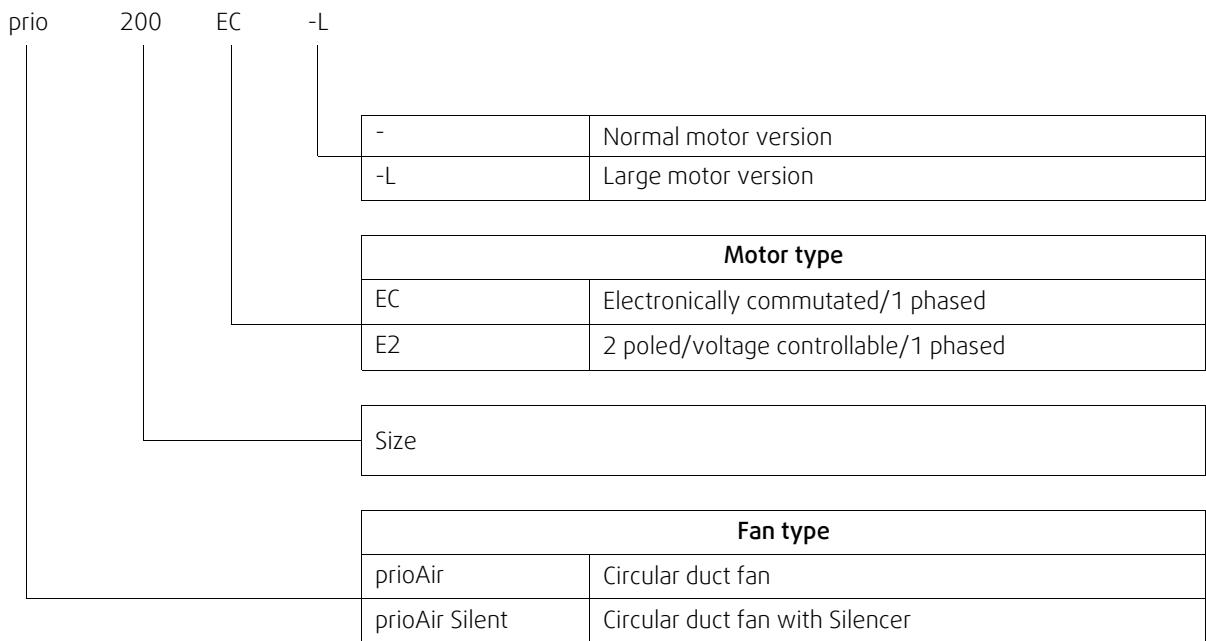 prio 200 EC -L
- Normal motor version
-L Large motor version
Motor type
EC Electronically commutated/1 phased
E2 2 poled/voltage controllable/1 phased
Size
Fan type
prioAir Circular duct fan
prioAir Silent Circular duct fan with Silencer